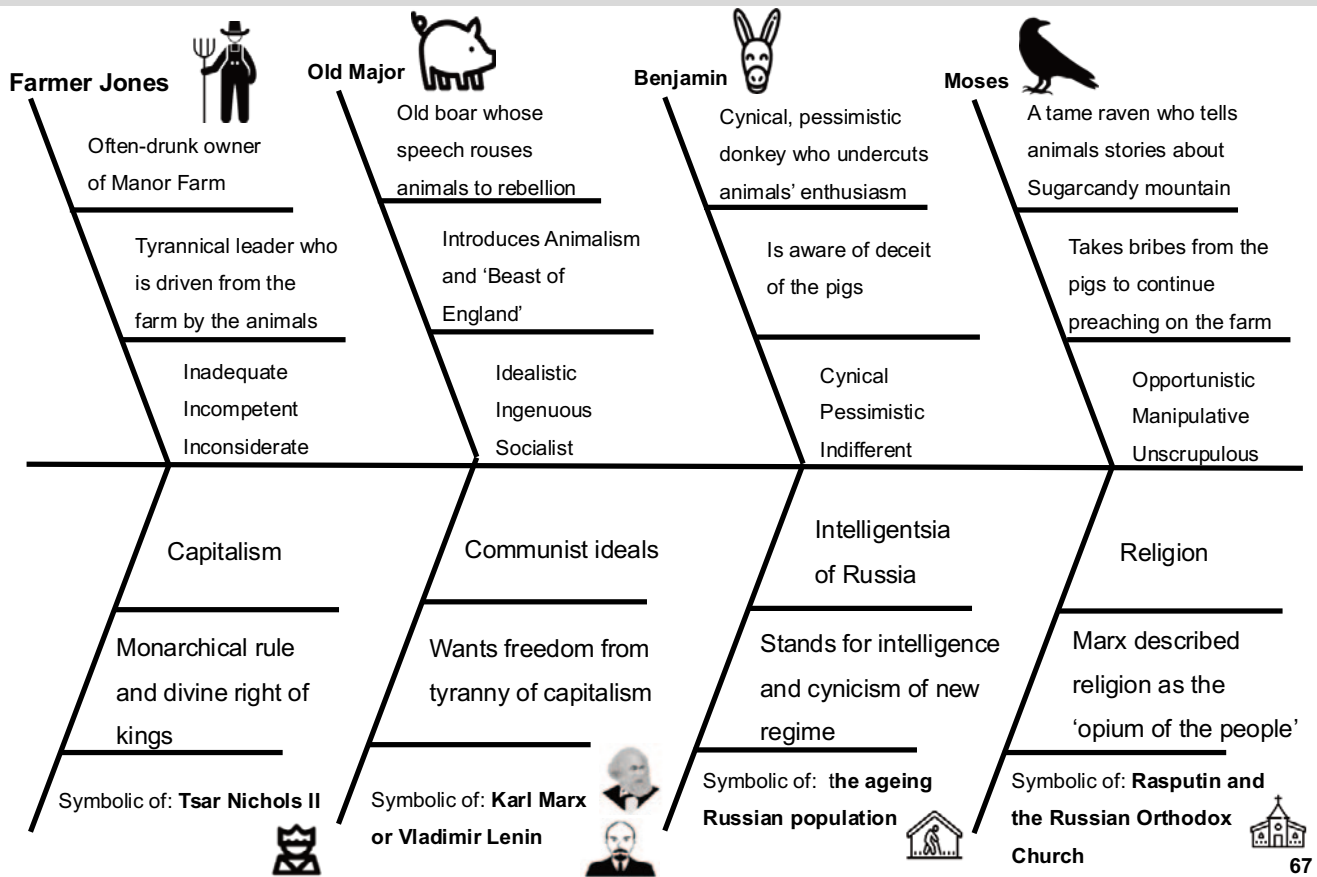 Farmer Jones
Often-drunk owner
of Manor Farm
Tyrannical leader who
is driven from the
farm by the animals
Inadequate
Incompetent
Inconsiderate
Capitalism
Monarchical rule
and divine right of
kings
Symbolic of: Tsar Nichols II
Old Major
Old boar whose
speech rouses
animals to rebellion
Introduces Animalism
and ‘Beast of
England’
Idealistic
Ingenuous
Socialist
Communist ideals
Wants freedom from
tyranny of capitalism
Symbolic of: Karl Marx
or Vladimir Lenin
Benjamin
Cynical, pessimistic
donkey who undercuts
animals’ enthusiasm
Is aware of deceit
of the pigs
Cynical
Pessimistic
Indifferent
Intelligentsia
of Russia
Stands for intelligence
and cynicism of new
regime
Symbolic of: the ageing
Russian population
Moses
A tame raven who tells
animals stories about
Sugarcandy mountain
Takes bribes from the
pigs to continue
preaching on the farm
Opportunistic
Manipulative
Unscrupulous
Religion
Marx described
religion as the
‘opium of the people’
Symbolic of: Rasputin and
the Russian Orthodox
Church
67